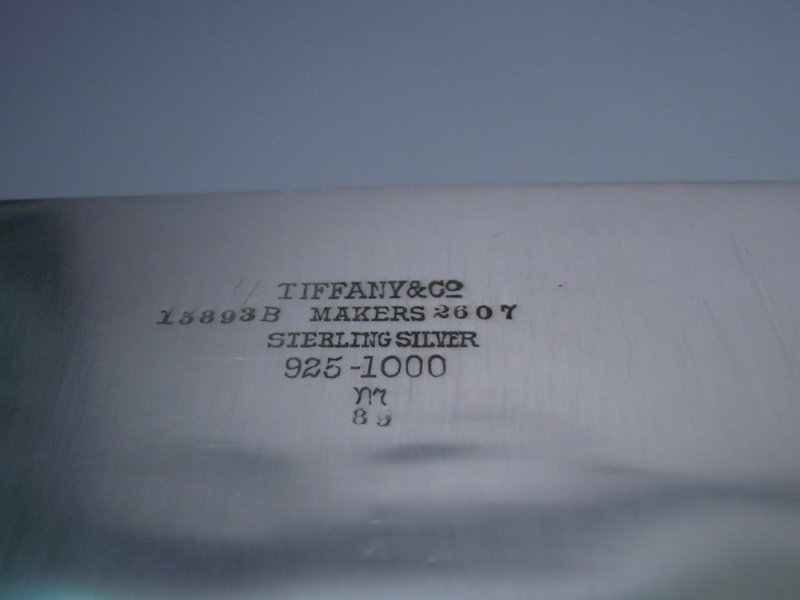 TIFFANY & Cº
15893B MAKERS 2607
STERLING SILVER
925-1000
m
89